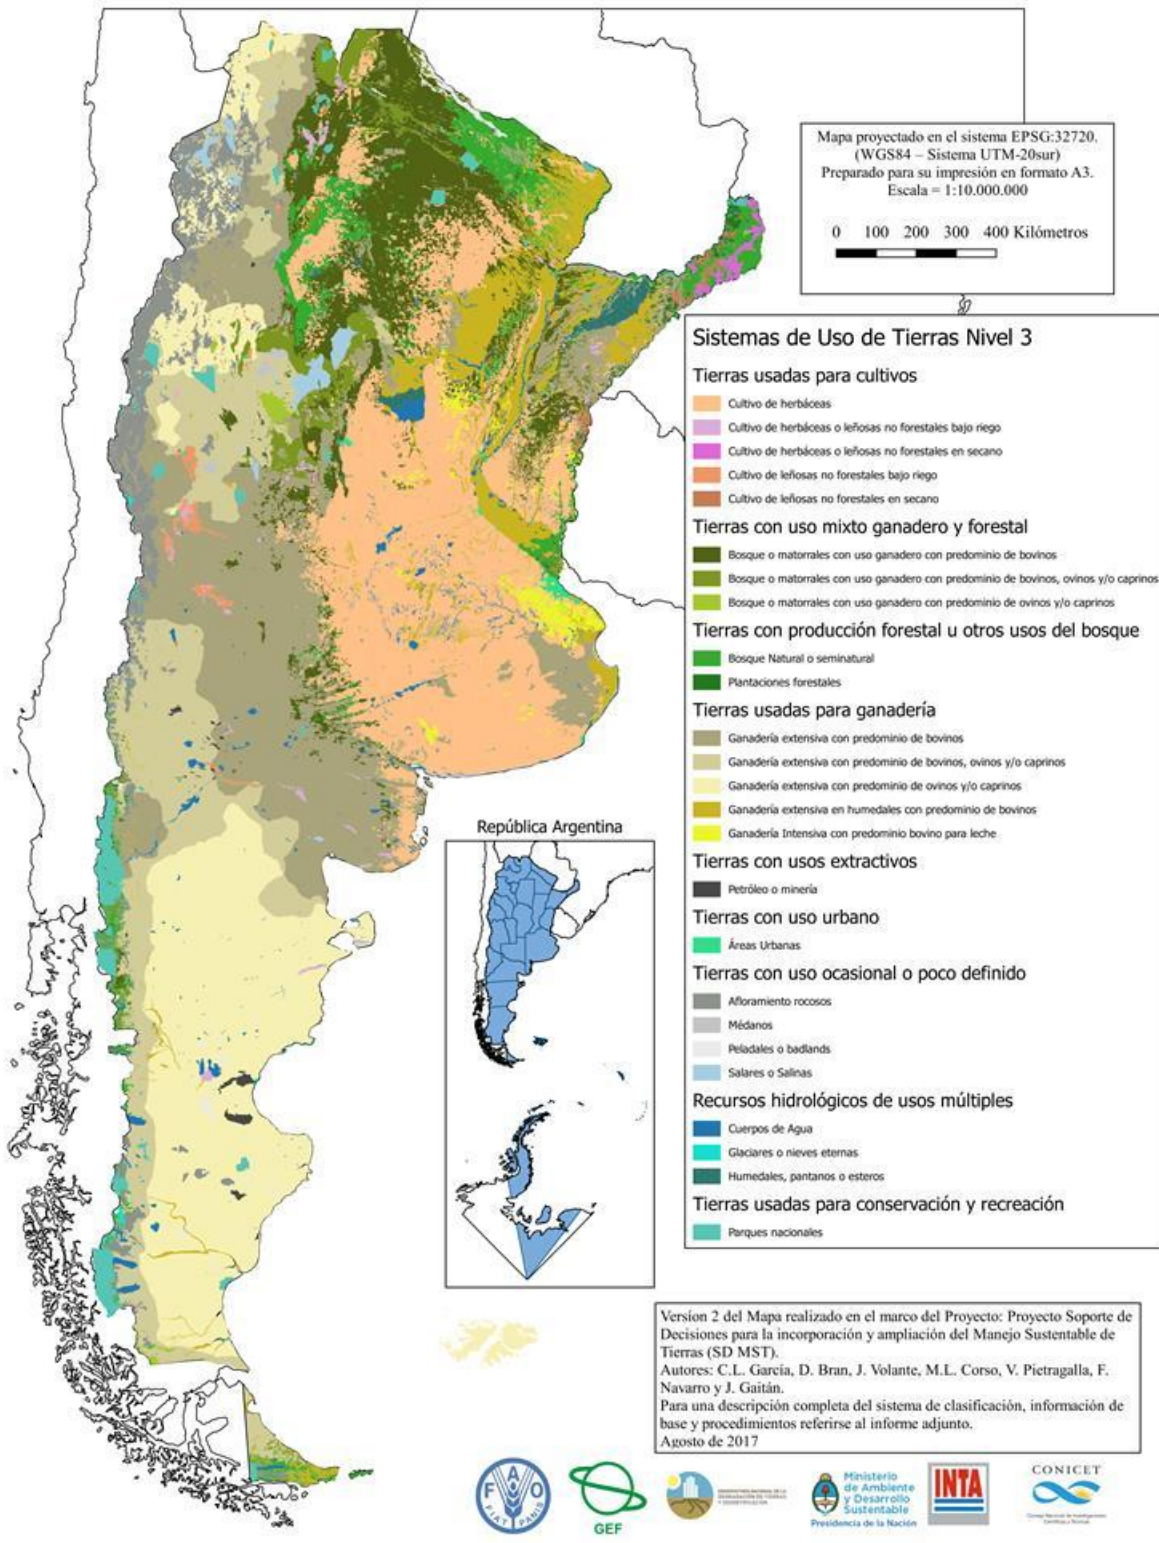 Mapa proyectado en el sistema EPSG:32720.
(WGS84 – Sistema UTM-20sur)
Preparado para su impresión en formato A3.
Escala = 1:10.000.000
0 100 200 300 400 Kilómetros
Sistemas de Uso de Tierras Nivel 3
Tierras usadas para cultivos
Cultivo de herbáceas
Cultivo de herbáceas o leñosas no forestales bajo riego
Cultivo de herbáceas o leñosas no forestales en secano
Cultivo de leñosas no forestales bajo riego
Cultivo de leñosas no forestales en secano
Tierras con uso mixto ganadero y forestal
Bosque o matorrales con uso ganadero con predominio de bovinos
Bosque o matorrales con uso ganadero con predominio de bovinos, ovinos y/o caprinos
Bosque o matorrales con uso ganadero con predominio de ovinos y/o caprinos
Tierras con producción forestal u otros usos del bosque
Bosque Natural o seminatural
Plantaciones forestales
Tierras usadas para ganadería
Ganadería extensiva con predominio de bovinos
Ganadería extensiva con predominio de bovinos, ovinos y/o caprinos
Ganadería extensiva con predominio de ovinos y/o caprinos
Ganadería extensiva en humedales con predominio de bovinos
Ganadería Intensiva con predominio bovino para leche
Tierras con usos extractivos
Petróleo o minería
Tierras con uso urbano
Áreas Urbanas
Tierras con uso ocasional o poco definido
Afloramiento rocosos
Médanos
Peladales o badlands
Salares o Salinas
Recursos hidrológicos de usos múltiples
Cuerpos de Agua
Glaciares o nieves eternas
Humedales, pantanos o esteros
Tierras usadas para conservación y recreación
Parques nacionales
República Argentina
Versíon 2 del Mapa realizado en el marco del Proyecto: Proyecto Soporte de
Decisiones para la incorporación y ampliación del Manejo Sustentable de
Tierras (SD MST).
Autores: C.L. García, D. Bran, J. Volante, M.L. Corso, V. Pietragalla, F.
Navarro y J. Gaitán.
Para una descripción completa del sistema de clasificación, información de
base y procedimientos referirse al informe adjunto.
Agosto de 2017
FAO
FIAT PANIS
GEF
Ministerio
de Ambiente
y Desarrollo
Sustentable
Presidencia de la Nación
INTA
CONICET